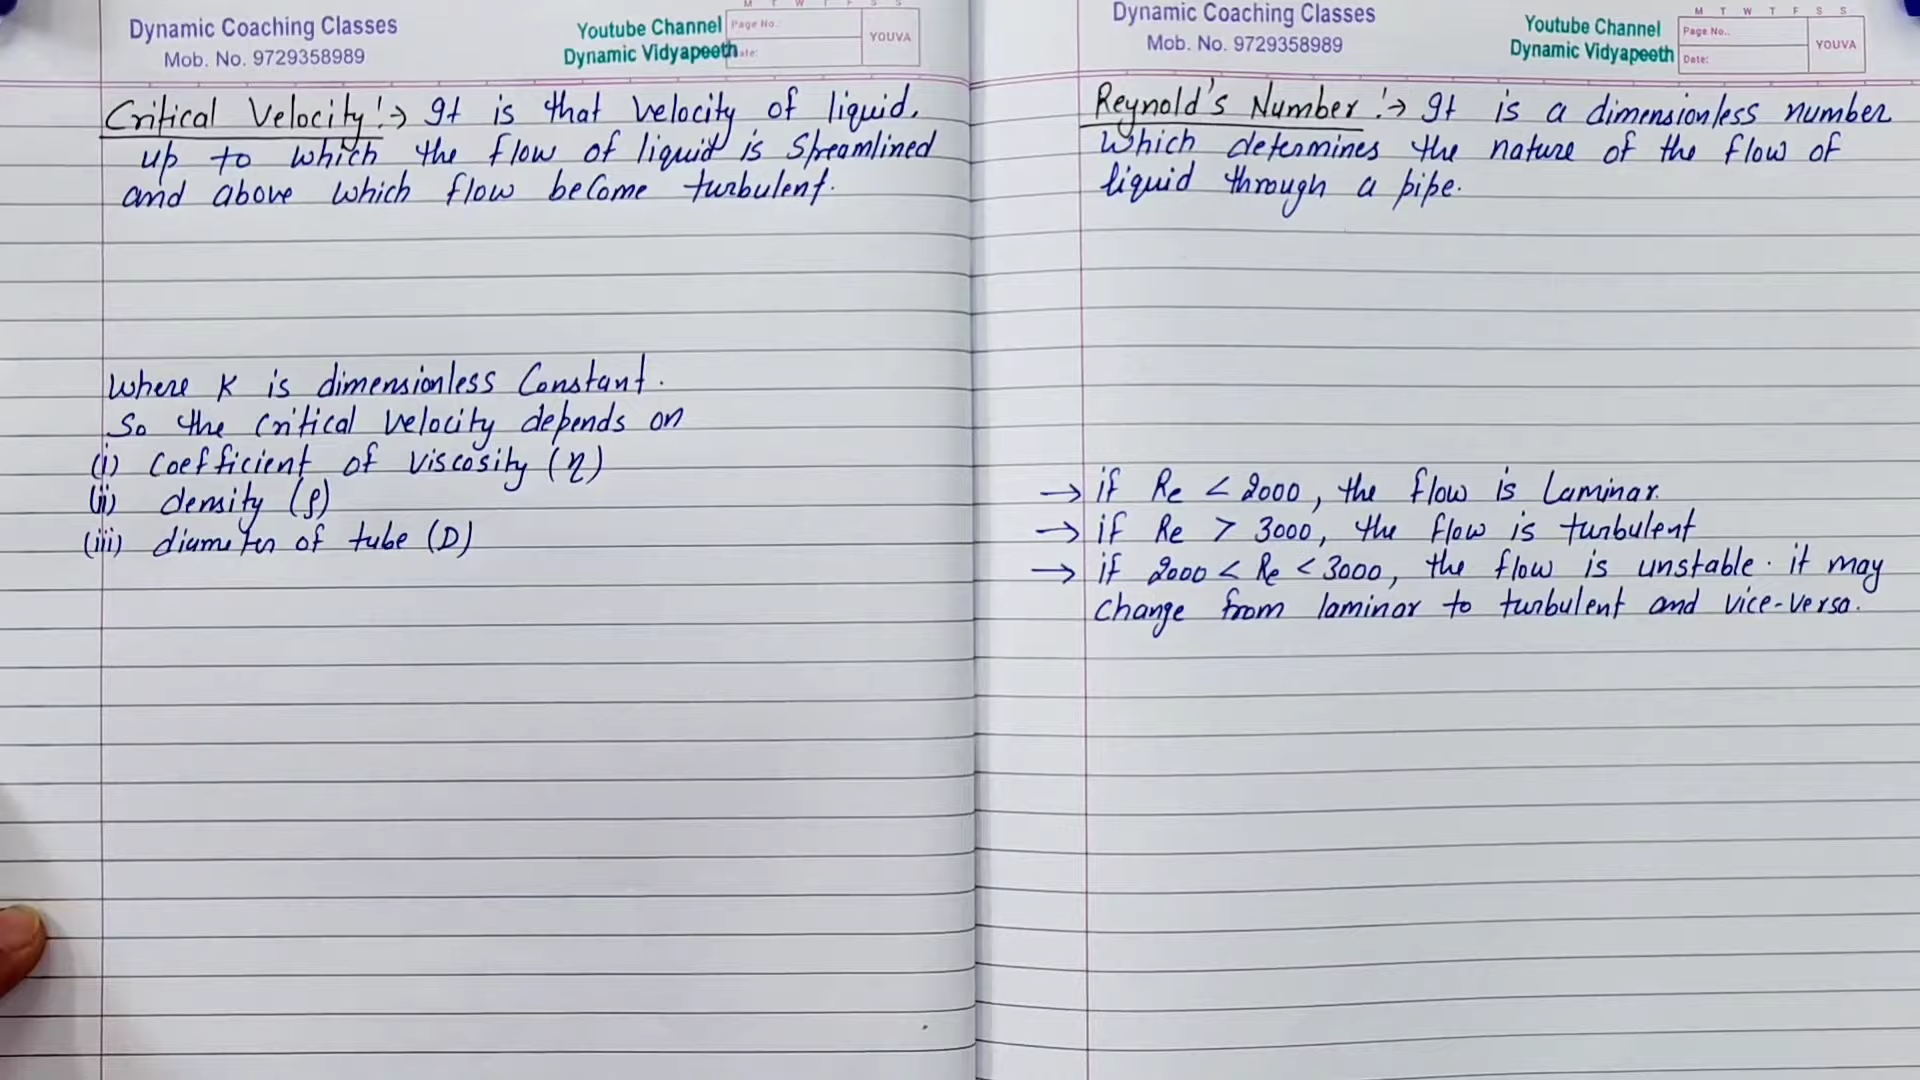 Dynamic Coaching Classes
Mob. No. 9729358989
Youtube Channel
Dynamic Vidyapeeth
M T W T F S S
Page No.:
Date:
YOUVA
Critical Velocity :→ It is that velocity of liquid,
up to which the flow of liquid is Streamlined
and above which flow become turbulent.
Where K is dimensionless Constant.
So the Critical velocity depends on
(i) Coefficient of viscosity (η)
(ii) density (ρ)
(iii) diameter of tube (D)
Dynamic Coaching Classes
Mob. No. 9729358989
Youtube Channel
Dynamic Vidyapeeth
M T W T F S S
Page No.:
Date:
YOUVA
Reynold's Number :→ It is a dimensionless number
Which determines the nature of the flow of
liquid through a pipe.
→ if Re < 2000, the flow is Laminar.
→ if Re > 3000, the flow is turbulent
→ if 2000 < Re < 3000, the flow is unstable. it may
change from laminar to turbulent and vice-versa.